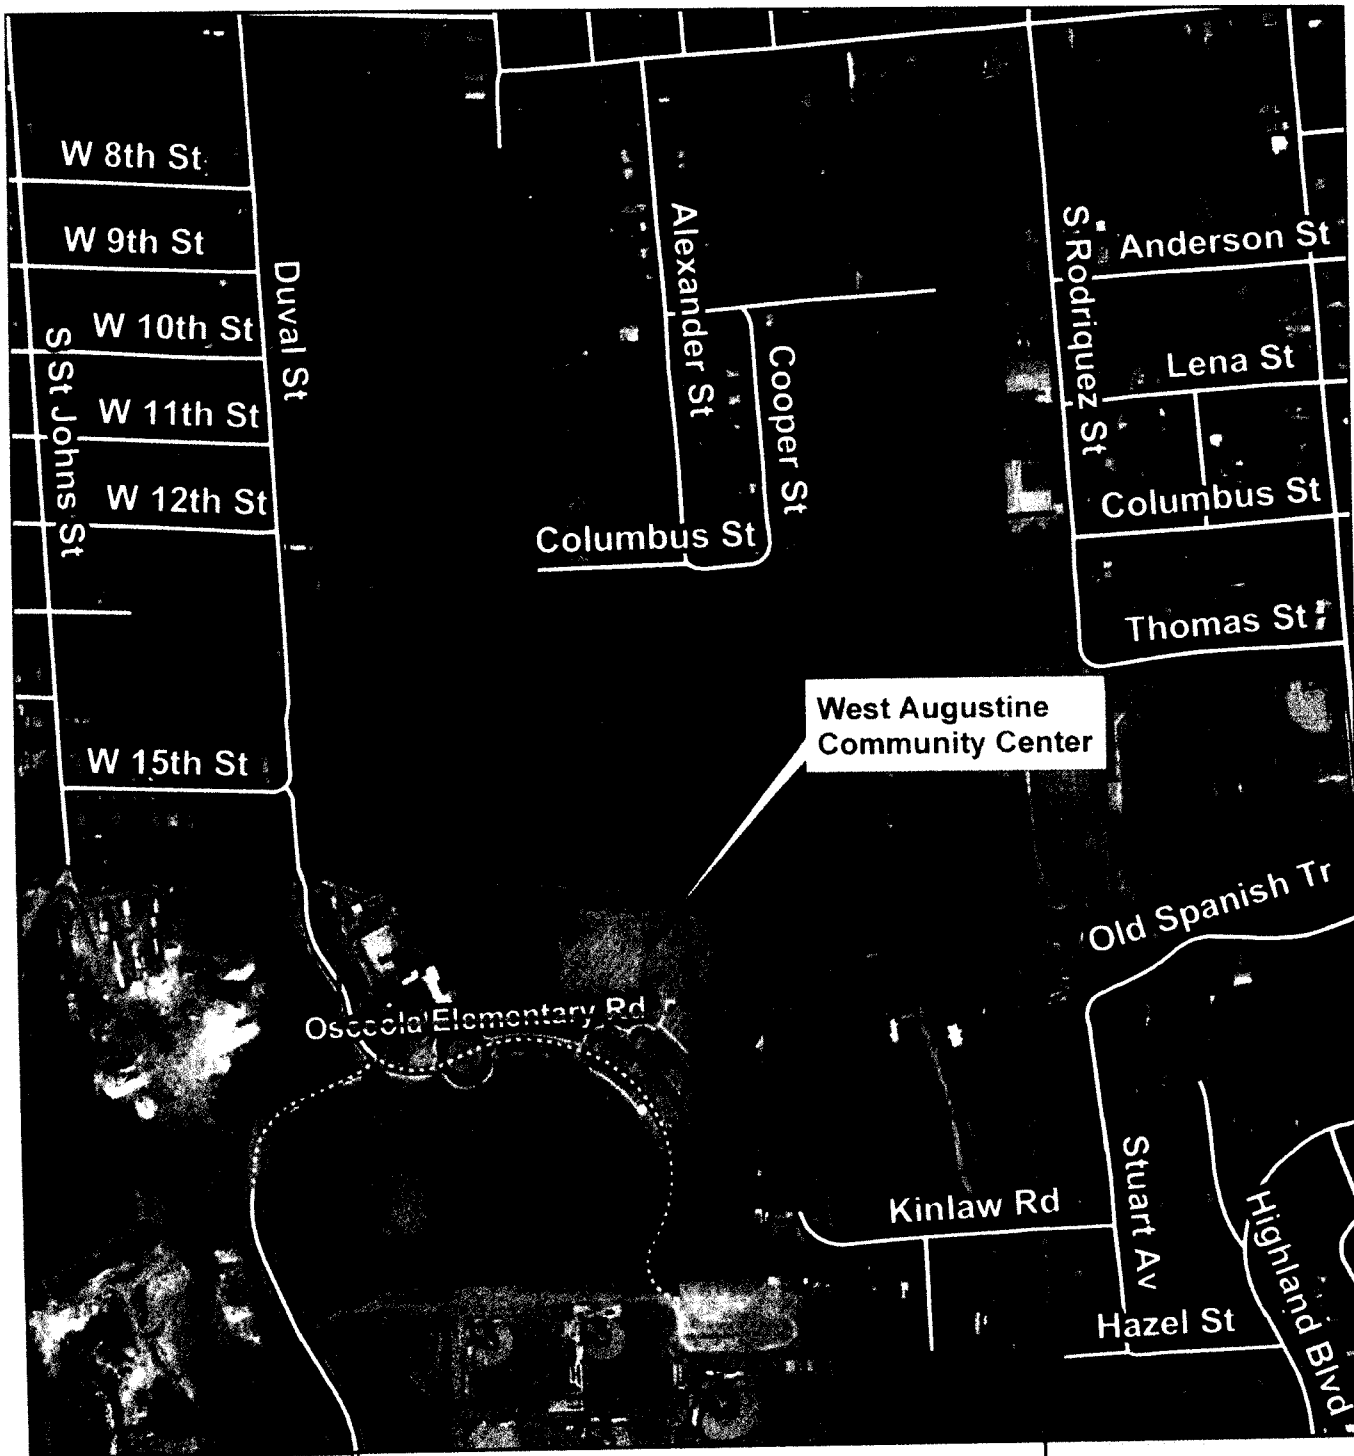 W 8th St
W 9th St
W 10th St
W 11th St
W 12th St
W 15th St
S St Johns St
Duval St
Alexander St
Cooper St
Columbus St
S Rodriquez St
Anderson St
Lena St
Columbus St
Thomas St
West Augustine
Community Center
Old Spanish Tr
Osceola Elementary Rd
Kinlaw Rd
Stuart Av
Highland Blvd
Hazel St